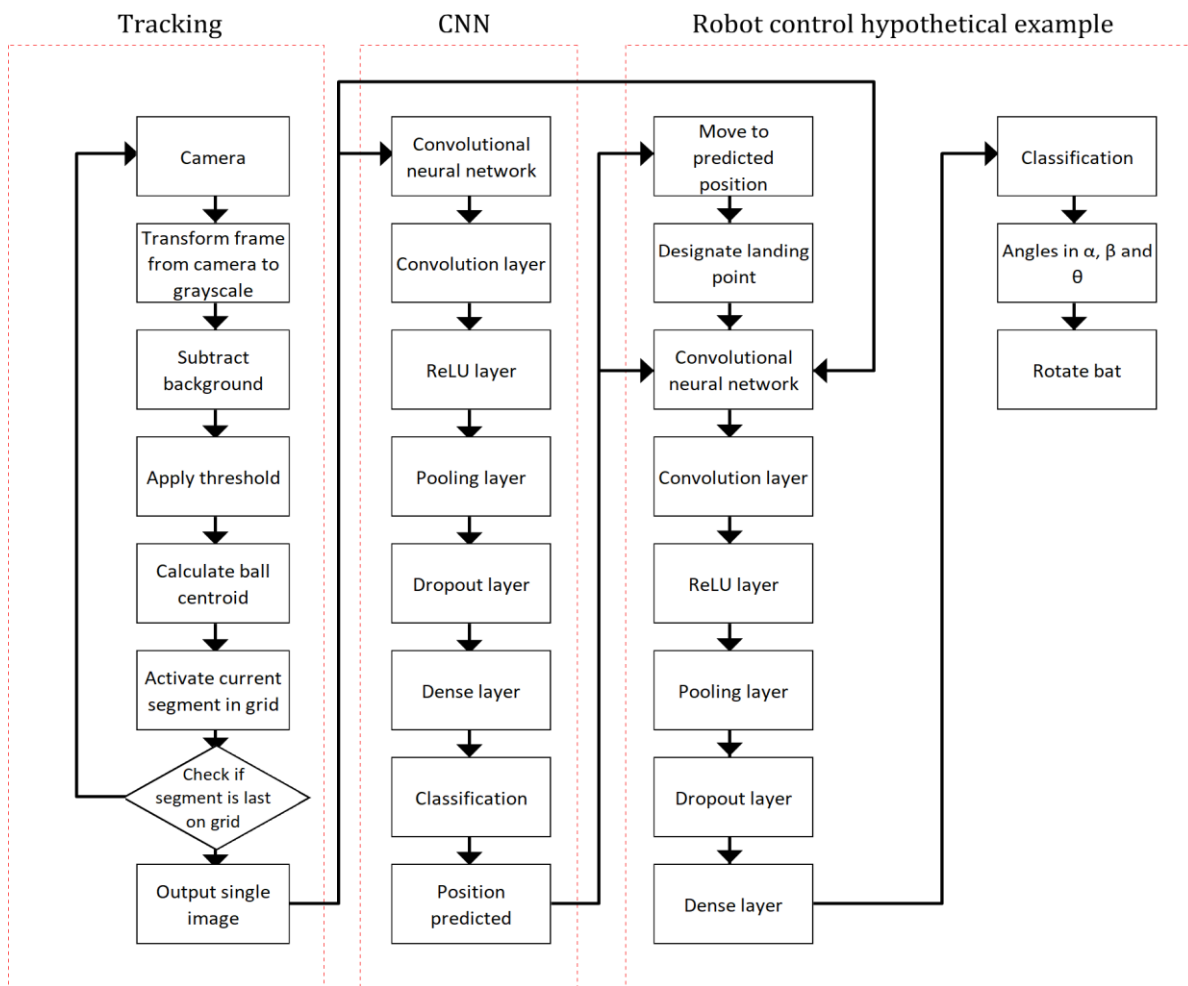 Tracking
CNN
Robot control hypothetical example
Camera
Transform frame
from camera to
grayscale
Subtract
background
Apply threshold
Calculate ball
centroid
Activate current
segment in grid
Check if
segment is last
on grid
Output single
image
Convolutional
neural network
Convolution layer
ReLU layer
Pooling layer
Dropout layer
Dense layer
Classification
Position
predicted
Move to
predicted
position
Designate landing
point
Convolutional
neural network
Convolution layer
ReLU layer
Pooling layer
Dropout layer
Dense layer
Classification
Angles in α, β and
θ
Rotate bat